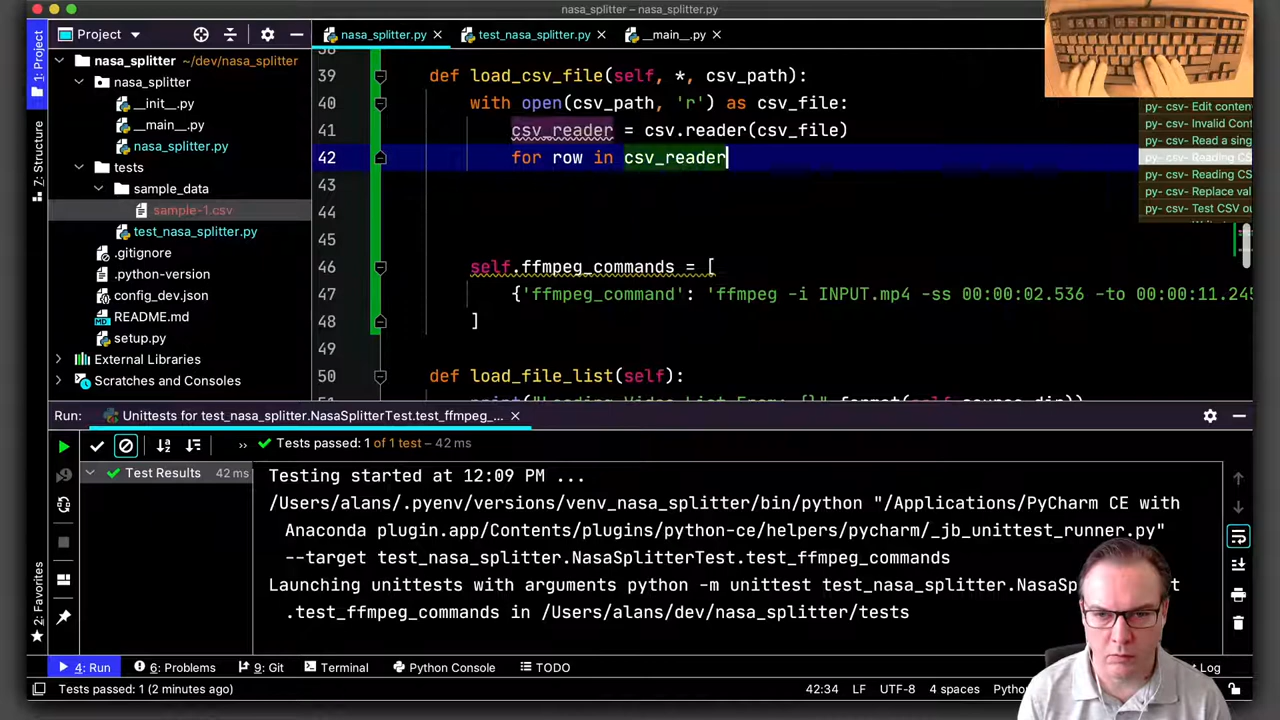 nasa_splitter – nasa_splitter.py
Project
nasa_splitter.py
test_nasa_splitter.py
__main__.py
1: Project
Z: Structure
2: Favorites
nasa_splitter ~/dev/nasa_splitter
nasa_splitter
__init__.py
__main__.py
nasa_splitter.py
tests
sample_data
sample-1.csv
test_nasa_splitter.py
.gitignore
.python-version
config_dev.json
README.md
setup.py
External Libraries
Scratches and Consoles
39 def load_csv_file(self, *, csv_path):
40 with open(csv_path, 'r') as csv_file:
41 csv_reader = csv.reader(csv_file)
42 for row in csv_reader
43
44
45
46 self.ffmpeg_commands = [
47 {'ffmpeg_command': 'ffmpeg -i INPUT.mp4 -ss 00:00:02.536 -to 00:00:11.245
48 ]
49
50 def load_file_list(self):
py- csv- Edit conten
py- csv- Invalid Cont
py- csv- Read a sing
py- csv- Reading CS
py- csv- Reading CS
py- csv- Replace val
py- csv- Test CSV ou
Run: Unittests for test_nasa_splitter.NasaSplitterTest.test_ffmpeg_...
Tests passed: 1 of 1 test – 42 ms
Test Results 42 ms
Testing started at 12:09 PM ...
/Users/alans/.pyenv/versions/venv_nasa_splitter/bin/python "/Applications/PyCharm CE with
Anaconda plugin.app/Contents/plugins/python-ce/helpers/pycharm/_jb_unittest_runner.py"
--target test_nasa_splitter.NasaSplitterTest.test_ffmpeg_commands
Launching unittests with arguments python -m unittest test_nasa_splitter.NasaSp t
.test_ffmpeg_commands in /Users/alans/dev/nasa_splitter/tests
4: Run
6: Problems
9: Git
Terminal
Python Console
TODO
Log
Tests passed: 1 (2 minutes ago)
42:34 LF UTF-8 4 spaces Pytho